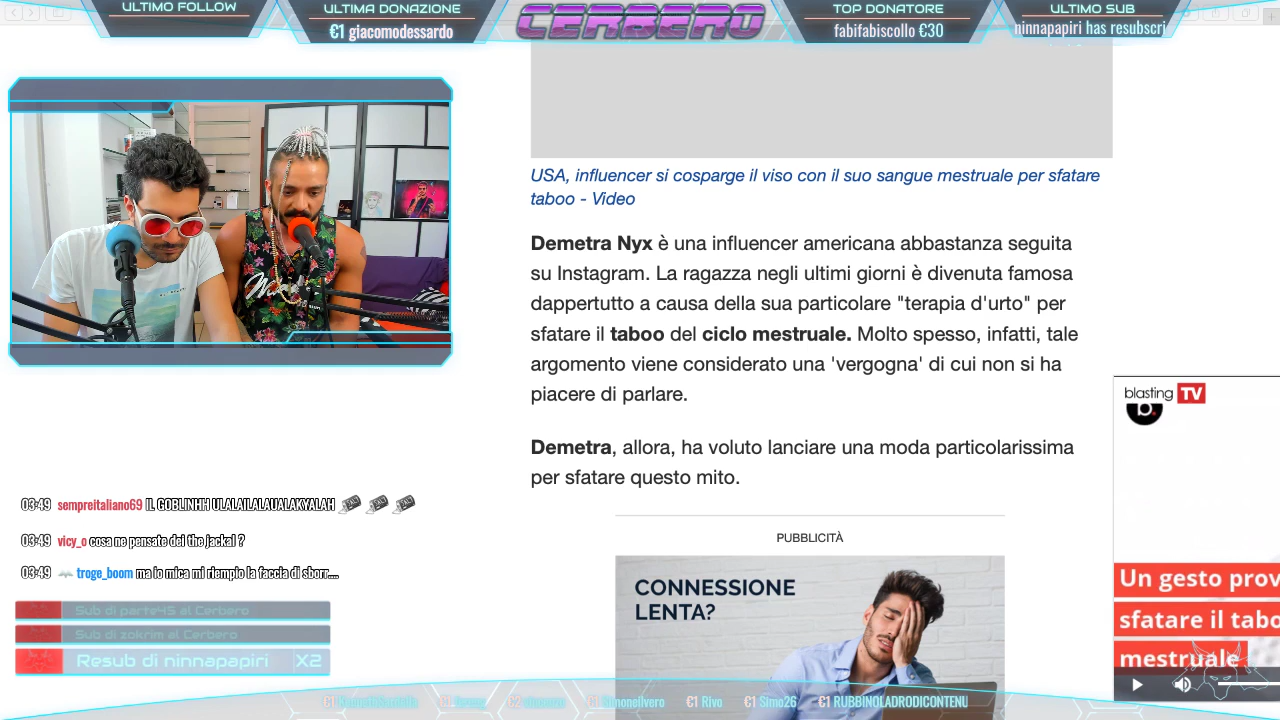 ULTIMO FOLLOW
ULTIMA DONAZIONE
€1 giacomodessardo
CERBERO
TOP DONATORE
fabifabiscollo €30
ULTIMO SUB
ninnapapiri has resubscri
USA, influencer si cosparge il viso con il suo sangue mestruale per sfatare
taboo - Video
Demetra Nyx è una influencer americana abbastanza seguita
su Instagram. La ragazza negli ultimi giorni è divenuta famosa
dappertutto a causa della sua particolare "terapia d'urto" per
sfatare il taboo del ciclo mestruale. Molto spesso, infatti, tale
argomento viene considerato una 'vergogna' di cui non si ha
piacere di parlare.
Demetra, allora, ha voluto lanciare una moda particolarissima
per sfatare questo mito.
PUBBLICITÀ
CONNESSIONE
LENTA?
blasting TV
b.
Un gesto prov
sfatare il tabo
mestruale
03:49 sempreitaliano69 IL GOBLINHH ULALAILALAUALAKYALAH
03:49 vicy_o cosa ne pensate dei the jackal ?
03:49 troge_boom ma io mica mi riempio la faccia di sborr....
Sub di parte45 al Cerbero
Sub di zokrim al Cerbero
Resub di ninnapapiri X2
€1 Simonellvero €1 Rivo €1 Simo26 €1 RUBBINOLADRODICONTENU